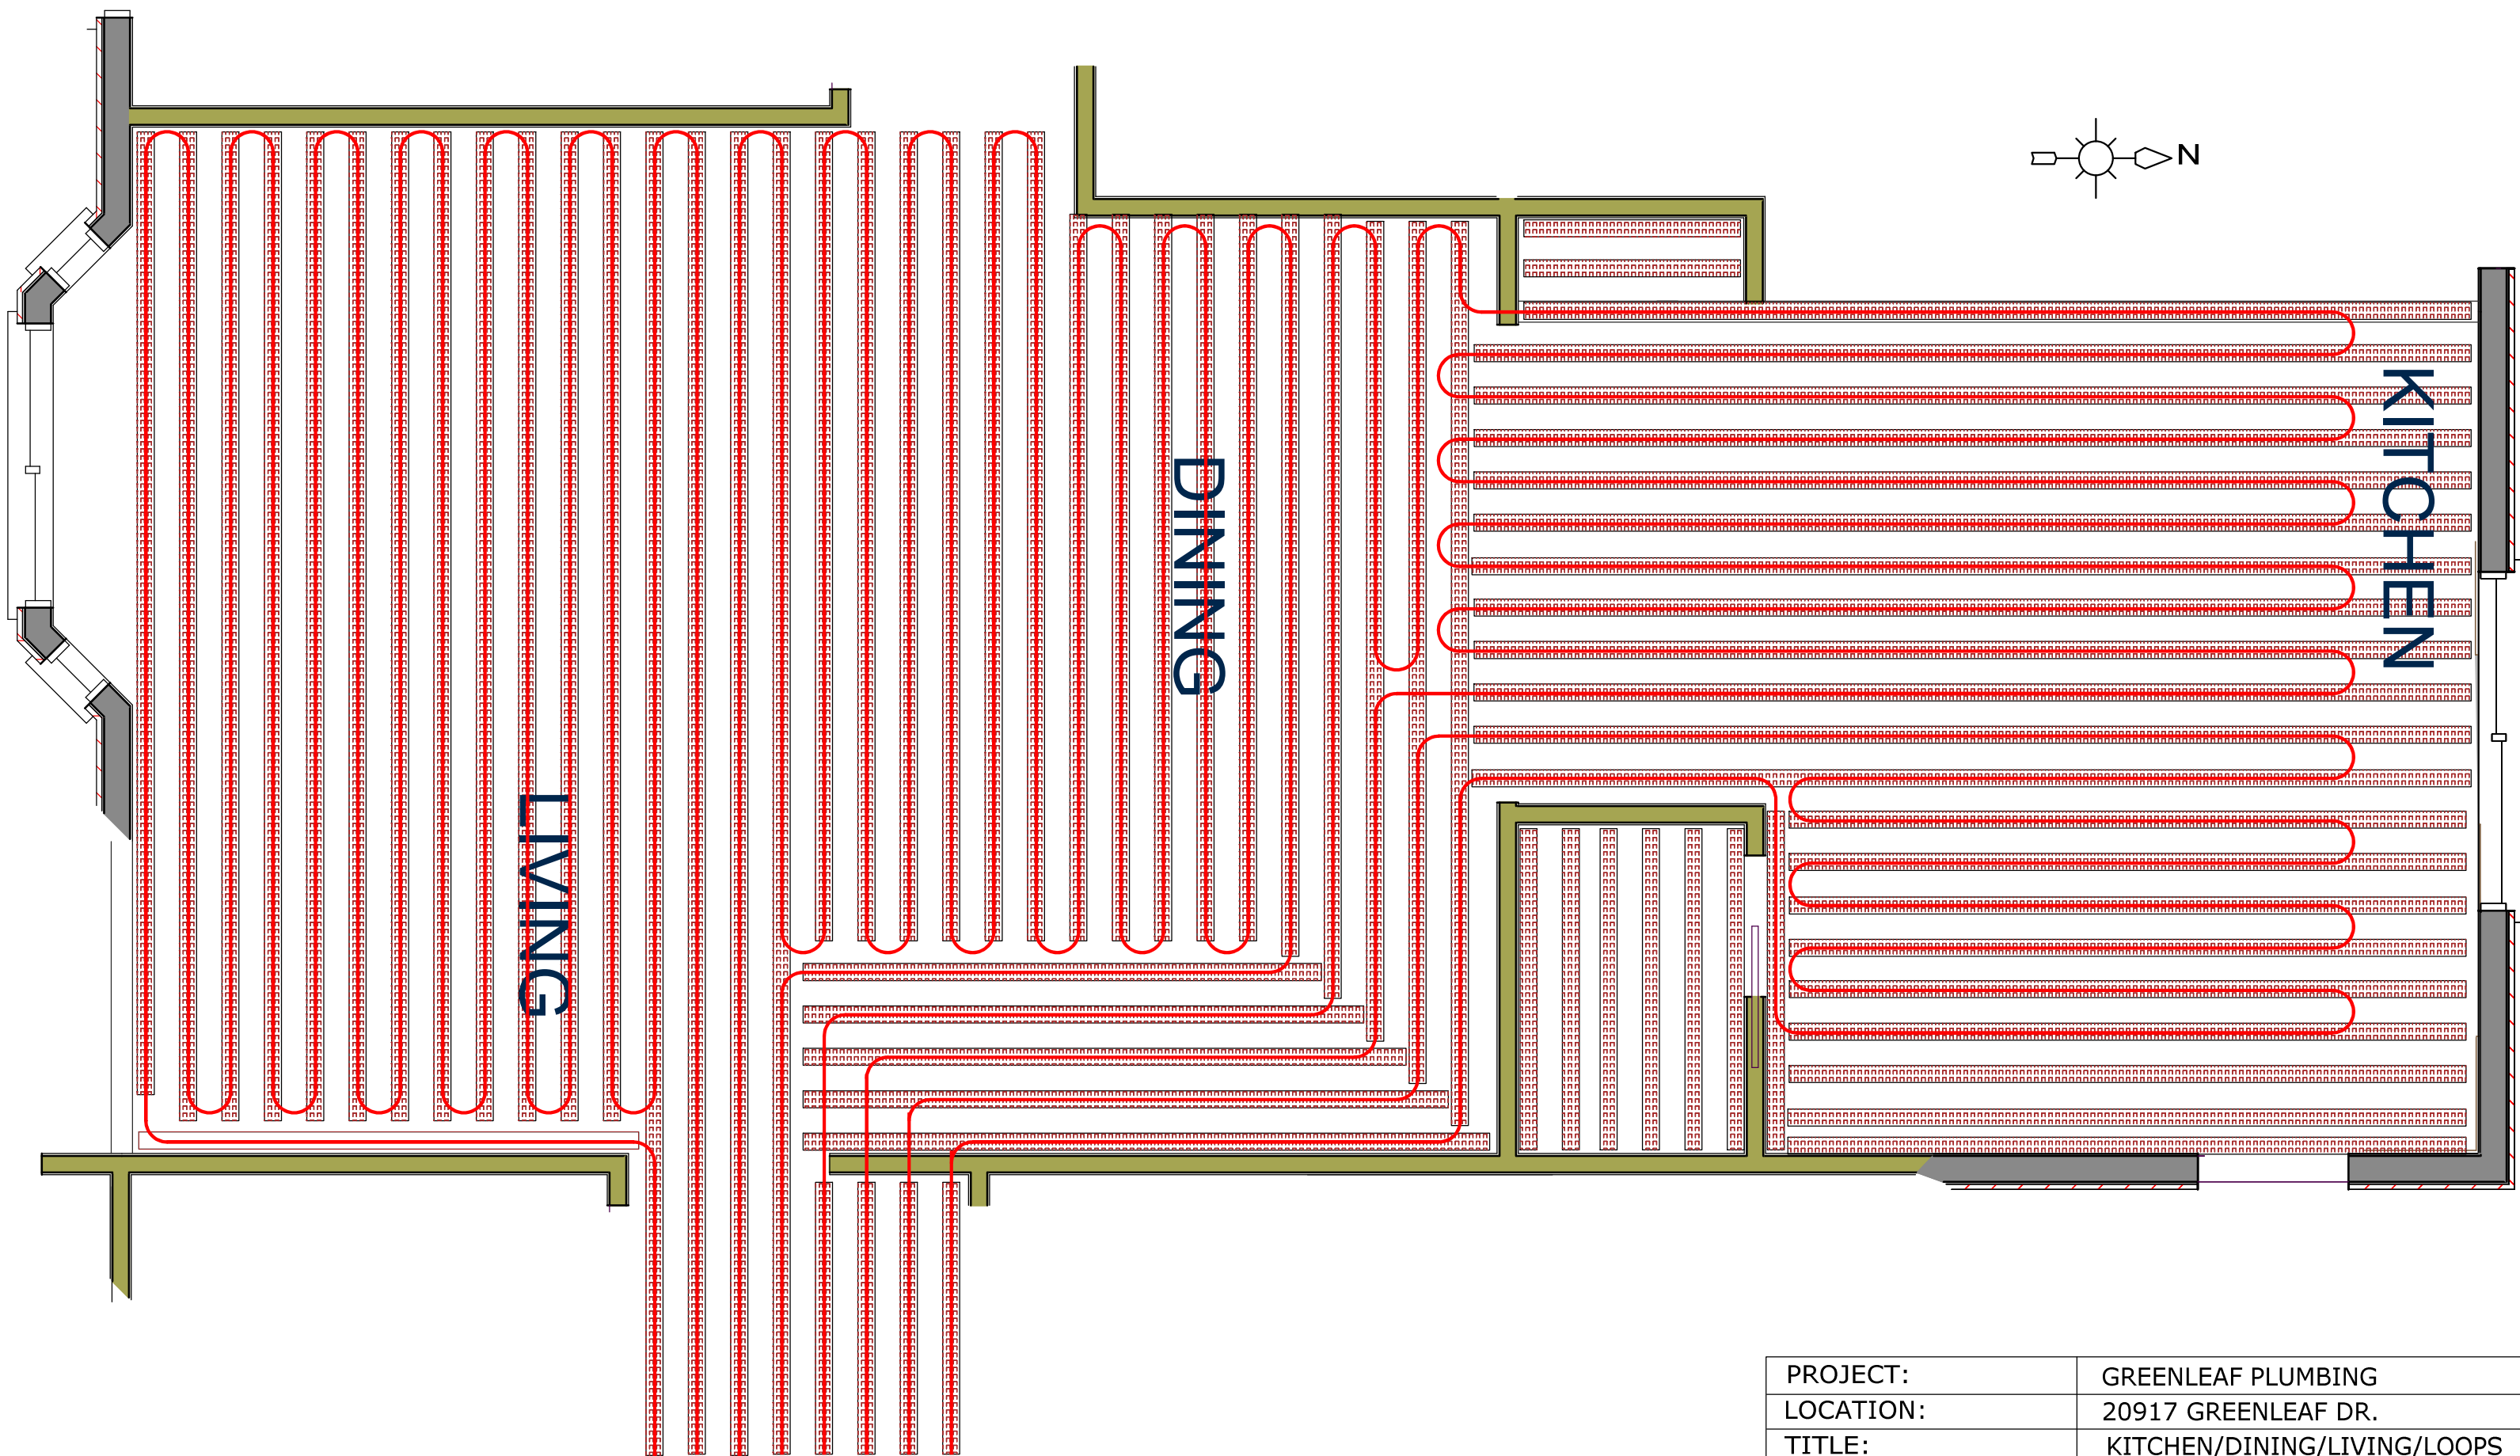 N
KITCHEN
DINING
LIVING
PROJECT: GREENLEAF PLUMBING
LOCATION: 20917 GREENLEAF DR.
TITLE: KITCHEN/DINING/LIVING/LOOPS